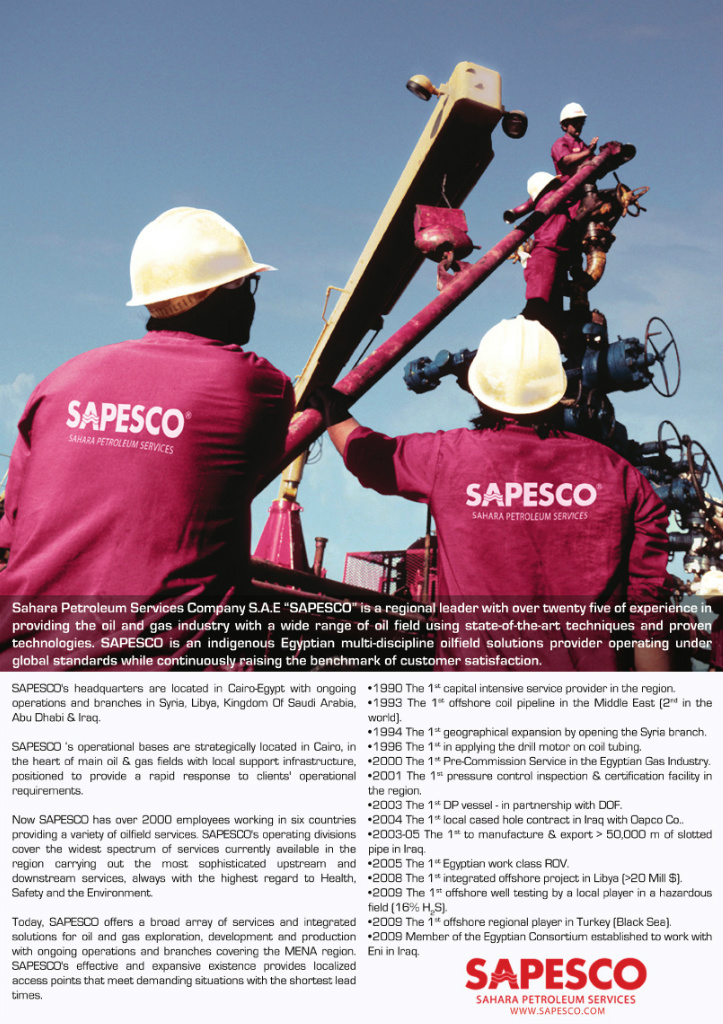 SAPESCO®
SAHARA PETROLEUM SERVICES
SAPESCO®
SAHARA PETROLEUM SERVICES
Sahara Petroleum Services Company S.A.E “SAPESCO” is a regional leader with over twenty five of experience in
providing the oil and gas industry with a wide range of oil field using state-of-the-art techniques and proven
technologies. SAPESCO is an indigenous Egyptian multi-discipline oilfield solutions provider operating under
global standards while continuously raising the benchmark of customer satisfaction.
SAPESCO's headquarters are located in Cairo-Egypt with ongoing
operations and branches in Syria, Libya, Kingdom Of Saudi Arabia,
Abu Dhabi & Iraq.
SAPESCO ‘s operational bases are strategically located in Cairo, in
the heart of main oil & gas fields with local support infrastructure,
positioned to provide a rapid response to clients' operational
requirements.
Now SAPESCO has over 2000 employees working in six countries
providing a variety of oilfield services. SAPESCO's operating divisions
cover the widest spectrum of services currently available in the
region carrying out the most sophisticated upstream and
downstream services, always with the highest regard to Health,
Safety and the Environment.
Today, SAPESCO offers a broad array of services and integrated
solutions for oil and gas exploration, development and production
with ongoing operations and branches covering the MENA region.
SAPESCO's effective and expansive existence provides localized
access points that meet demanding situations with the shortest lead
times.
•1990 The 1st capital intensive service provider in the region.
•1993 The 1st offshore coil pipeline in the Middle East (2nd in the
world).
•1994 The 1st geographical expansion by opening the Syria branch.
•1996 The 1st in applying the drill motor on coil tubing.
•2000 The 1st Pre-Commission Service in the Egyptian Gas Industry.
•2001 The 1st pressure control inspection & certification facility in
the region.
•2003 The 1st DP vessel - in partnership with DOF.
•2004 The 1st local cased hole contract in Iraq with Oapco Co..
•2003-05 The 1st to manufacture & export > 50,000 m of slotted
pipe in Iraq.
•2005 The 1st Egyptian work class ROV.
•2008 The 1st integrated offshore project in Libya (>20 Mill $).
•2009 The 1st offshore well testing by a local player in a hazardous
field (16% H2S).
•2009 The 1st offshore regional player in Turkey (Black Sea).
•2009 Member of the Egyptian Consortium established to work with
Eni in Iraq.
SAPESCO
SAHARA PETROLEUM SERVICES
WWW.SAPESCO.COM